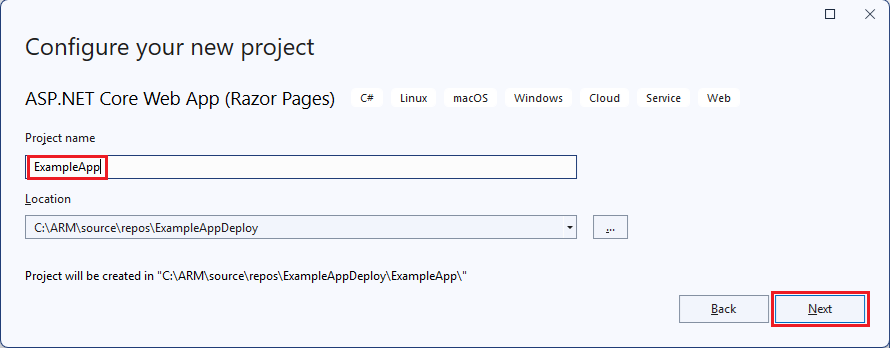 Configure your new project
ASP.NET Core Web App (Razor Pages) C# Linux macOS Windows Cloud Service Web
Project name
ExampleApp
Location
C:\ARM\source\repos\ExampleAppDeploy
...
Project will be created in "C:\ARM\source\repos\ExampleAppDeploy\ExampleApp\"
Back Next